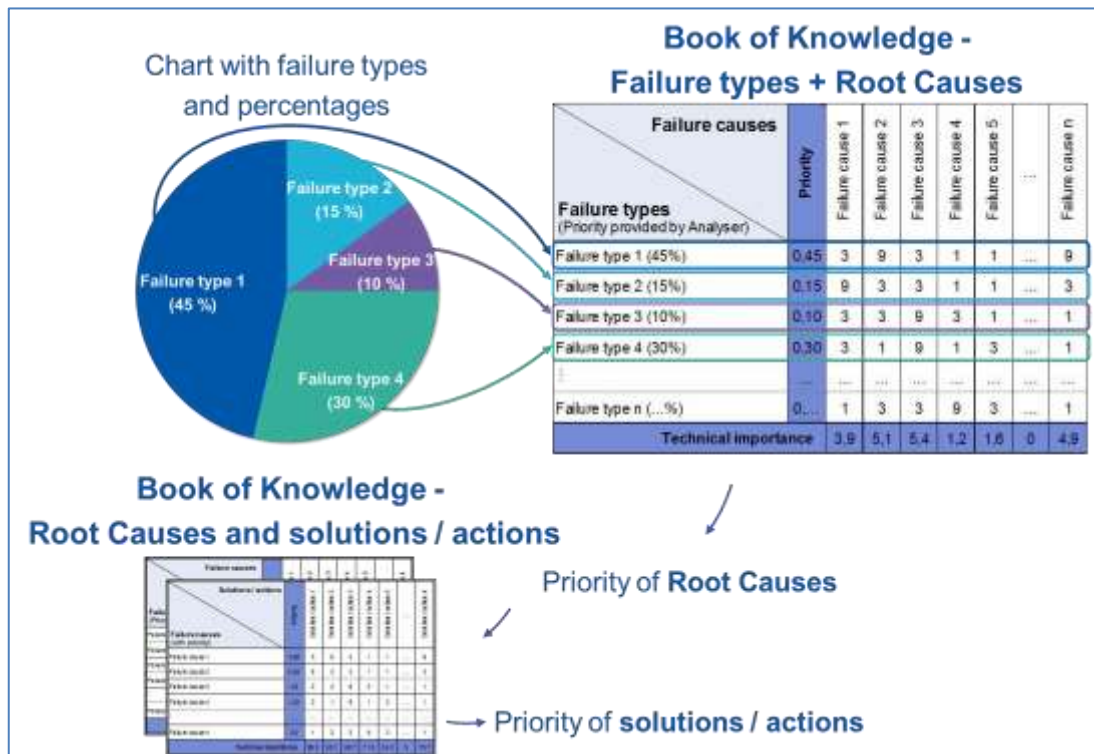 Chart with failure types
and percentages
Failure type 2
(15 %)
Failure type 3
(10 %)
Failure type 1
(45 %)
Failure type 4
(30 %)
Book of Knowledge -
Failure types + Root Causes
Failure causes
Priority
Failure cause 1
Failure cause 2
Failure cause 3
Failure cause 4
Failure cause 5
...
Failure cause n
Failure types
(Priority provided by Analyser)
Failure type 1 (45%) 0,45 3 9 3 1 1 ... 9
Failure type 2 (15%) 0,15 9 3 3 1 1 ... 3
Failure type 3 (10%) 0,10 3 3 9 3 1 ... 1
Failure type 4 (30%) 0,30 3 1 9 1 3 ... 1
... ... ... ... ... ... ... ...
Failure type n (...%) 0,... 1 3 3 9 3 ... 1
Technical importance 3,9 5,1 5,4 1,2 1,6 0 4,9
Book of Knowledge -
Root Causes and solutions / actions
Priority of Root Causes
Failure causes
Solutions / actions
Failure causes
Priority of solutions / actions